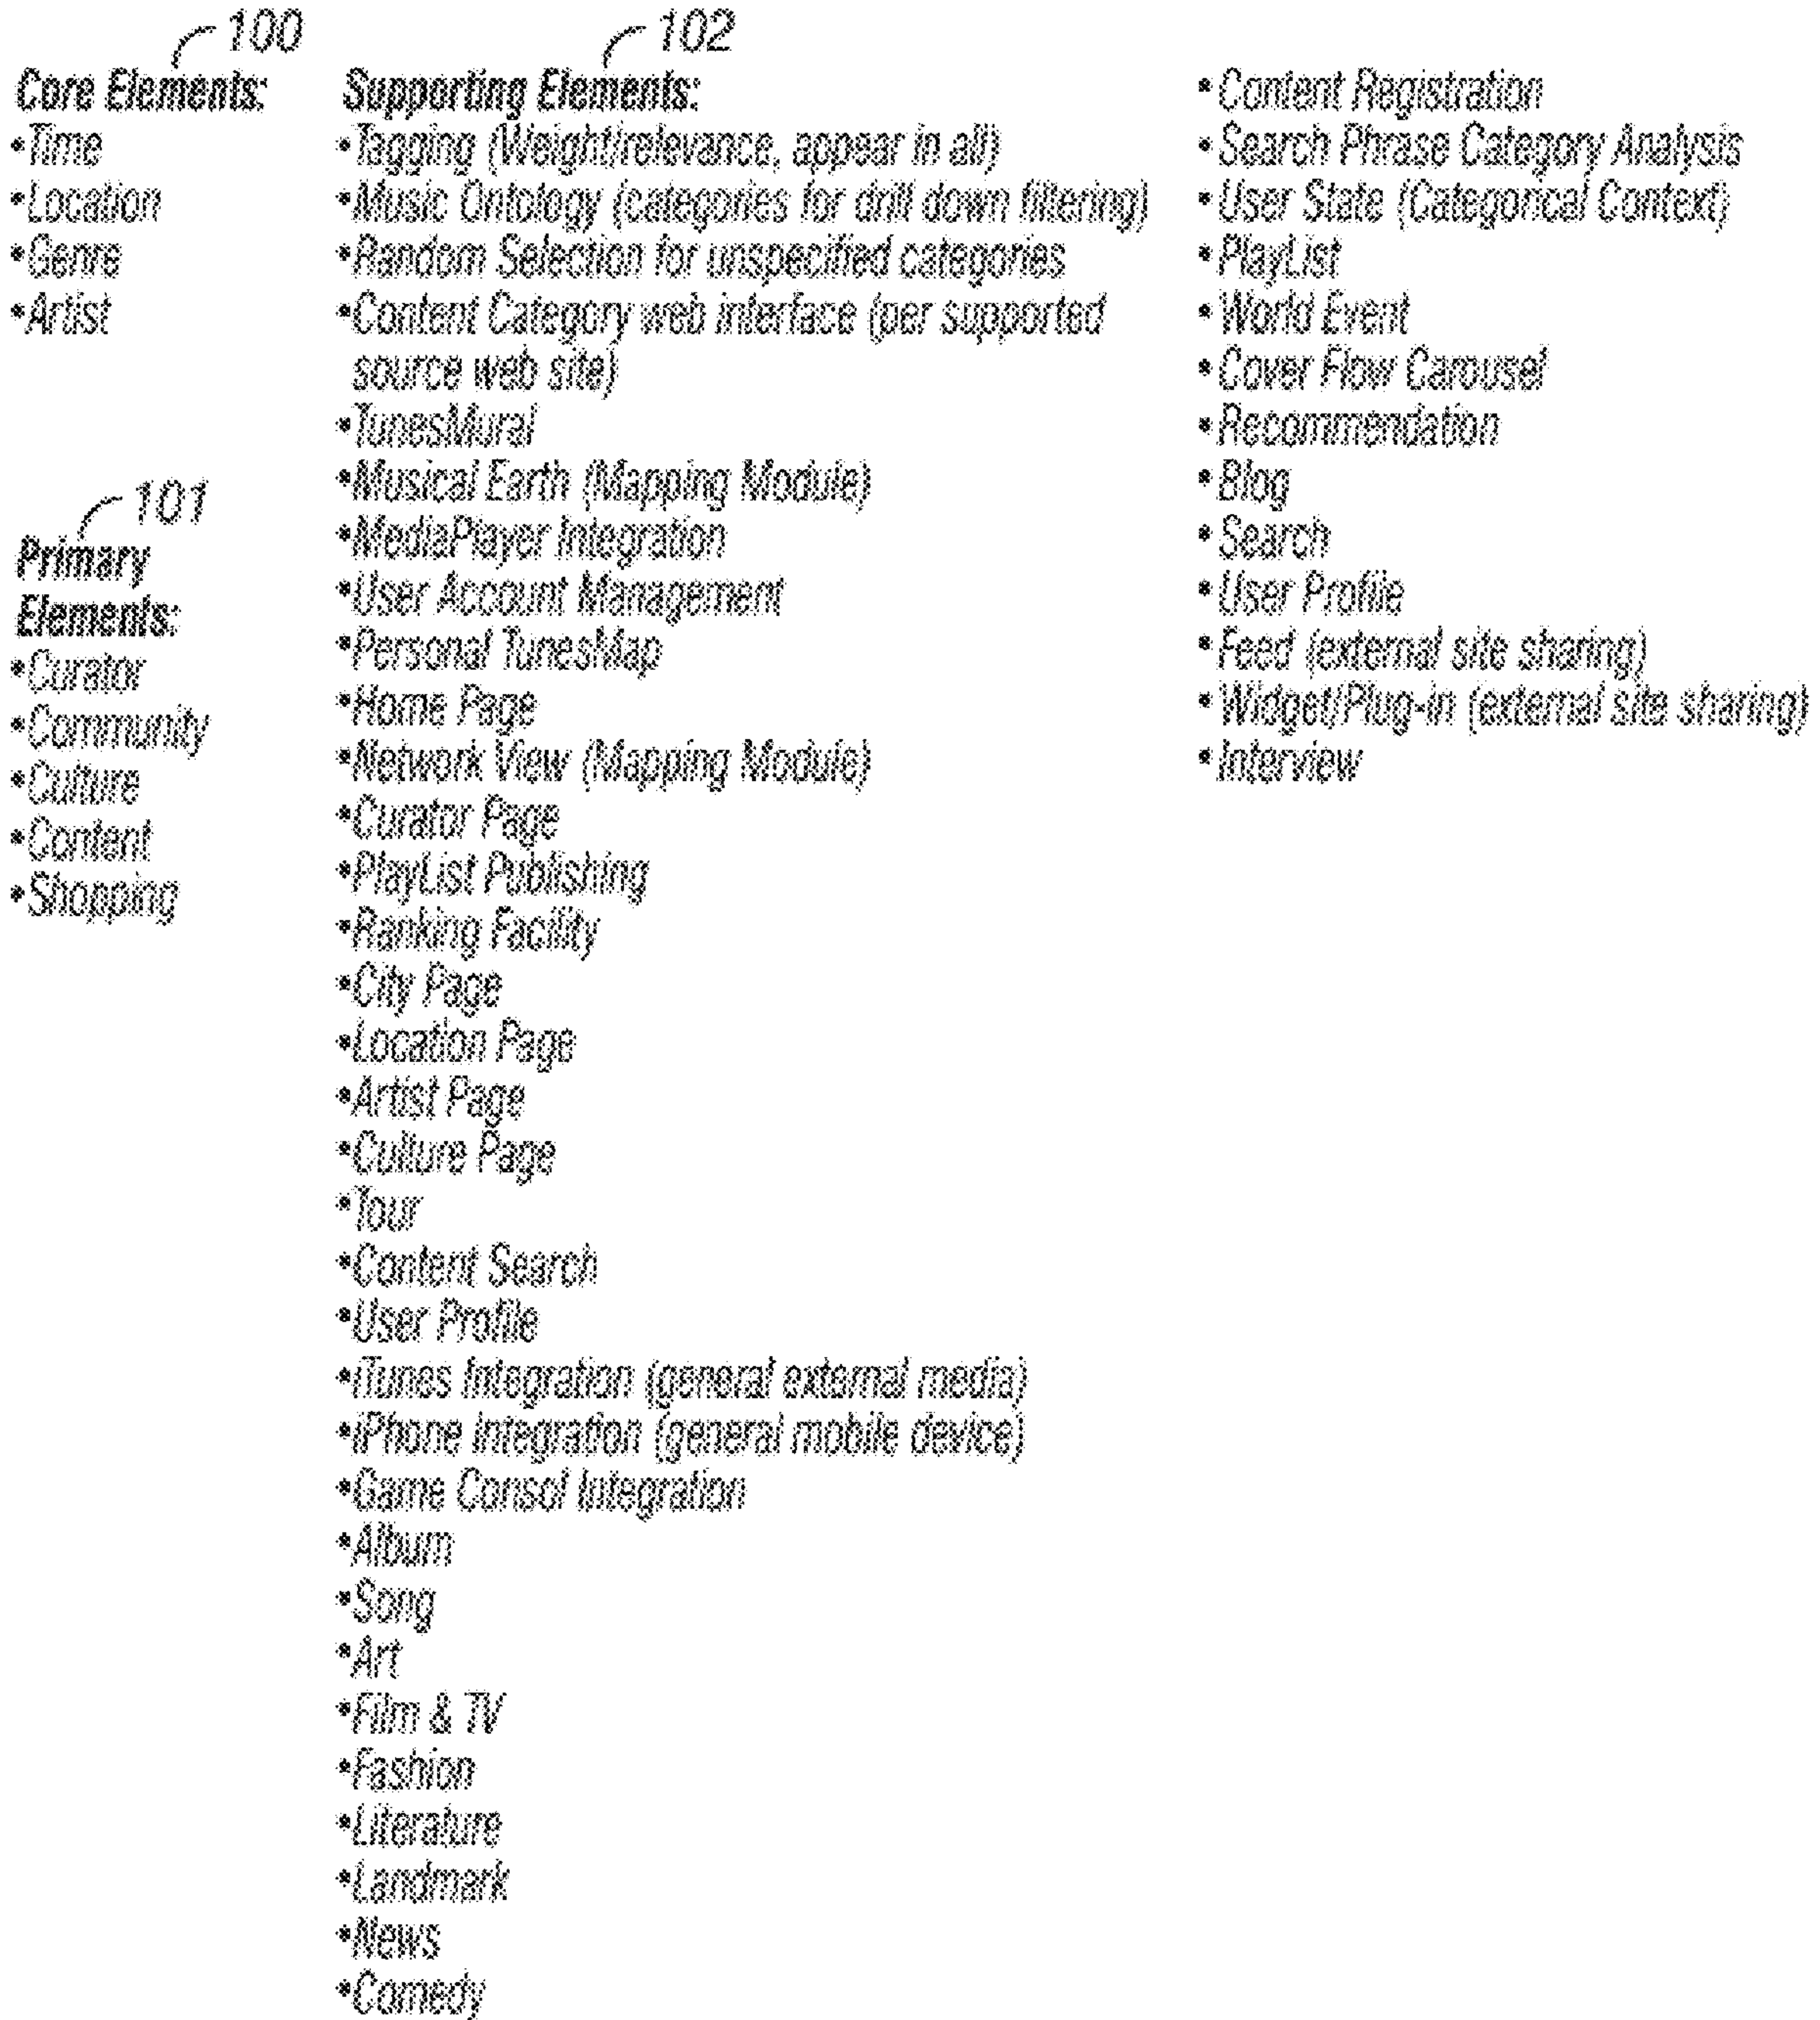 100
Core Elements:
•Time
•Location
•Genre
•Artist
101
Primary
Elements:
•Curator
•Community
•Culture
•Content
•Shopping
102
Supporting Elements:
•Tagging (Weight/relevance, appear in all)
•Music Ontology (categories for drill down filtering)
•Random Selection for unspecified categories
•Content Category web interface (per supported
source web site)
•TunesMural
•Musical Earth (Mapping Module)
•MediaPlayer Integration
•User Account Management
•Personal TunesMap
•Home Page
•Network View (Mapping Module)
•Curator Page
•PlayList Publishing
•Ranking Facility
•City Page
•Location Page
•Artist Page
•Culture Page
•Tour
•Content Search
•User Profile
•iTunes Integration (general external media)
•iPhone Integration (general mobile device)
•Game Consol Integration
•Album
•Song
•Art
•Film & TV
•Fashion
•Literature
•Landmark
•News
•Comedy
•Content Registration
•Search Phrase Category Analysis
•User State (Categorical Context)
•PlayList
•World Event
•Cover Flow Carousel
•Recommendation
•Blog
•Search
•User Profile
•Feed (external site sharing)
•Widget/Plug-in (external site sharing)
•Interview